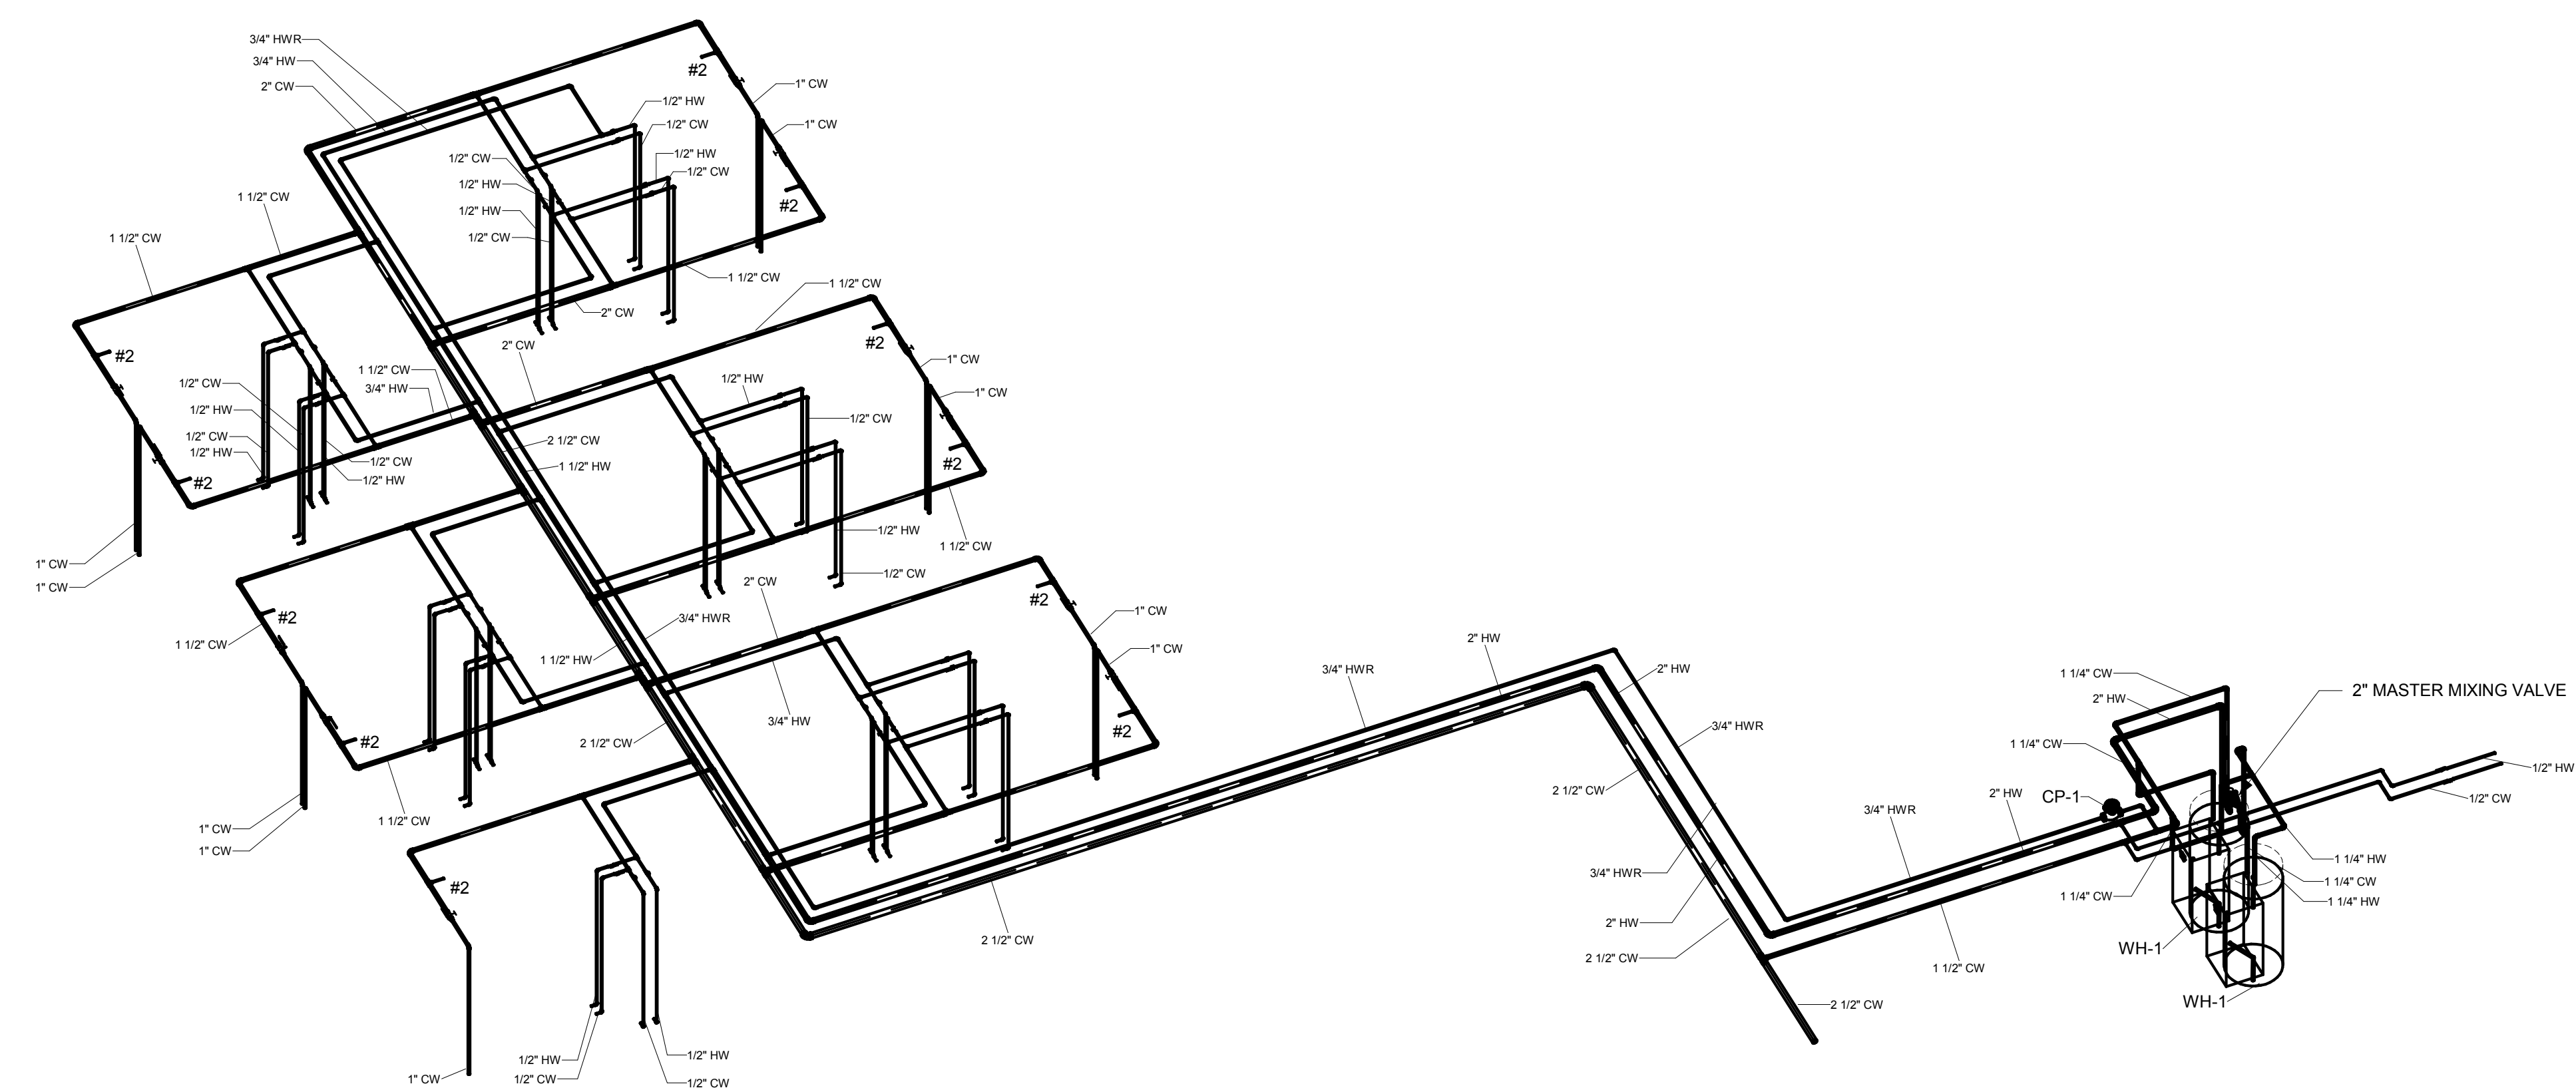 3/4" HWR
3/4" HW
2" CW
#2
1" CW
1/2" HW
1" CW
1/2" CW
1/2" HW
1/2" CW
1/2" CW
1/2" HW
1/2" HW
1/2" CW
#2
1 1/2" CW
1 1/2" CW
1 1/2" CW
1 1/2" CW
2" CW
2" CW
#2
#2
1" CW
1" CW
1 1/2" CW
3/4" HW
1/2" HW
1/2" CW
1/2" HW
1/2" CW
1/2" CW
1/2" HW
1/2" CW
1/2" HW
2 1/2" CW
1 1/2" HW
#2
#2
1/2" HW
1 1/2" CW
1" CW
1" CW
1/2" CW
2" CW
#2
#2
1" CW
3/4" HWR
1 1/2" CW
1 1/2" HW
1" CW
2" HW
3/4" HWR
2" HW
1 1/4" CW
2" MASTER MIXING VALVE
2" HW
3/4" HW
3/4" HWR
#2
#2
2 1/2" CW
1 1/4" CW
1/2" HW
2 1/2" CW
CP-1
2" HW
1/2" CW
3/4" HWR
1 1/2" CW
1" CW
1" CW
1 1/4" HW
3/4" HWR
1 1/4" CW
#2
1 1/4" CW
1 1/4" HW
2" HW
2 1/2" CW
WH-1
2 1/2" CW
1 1/2" CW
WH-1
2 1/2" CW
1/2" HW
1/2" HW
1" CW
1/2" CW
1/2" CW